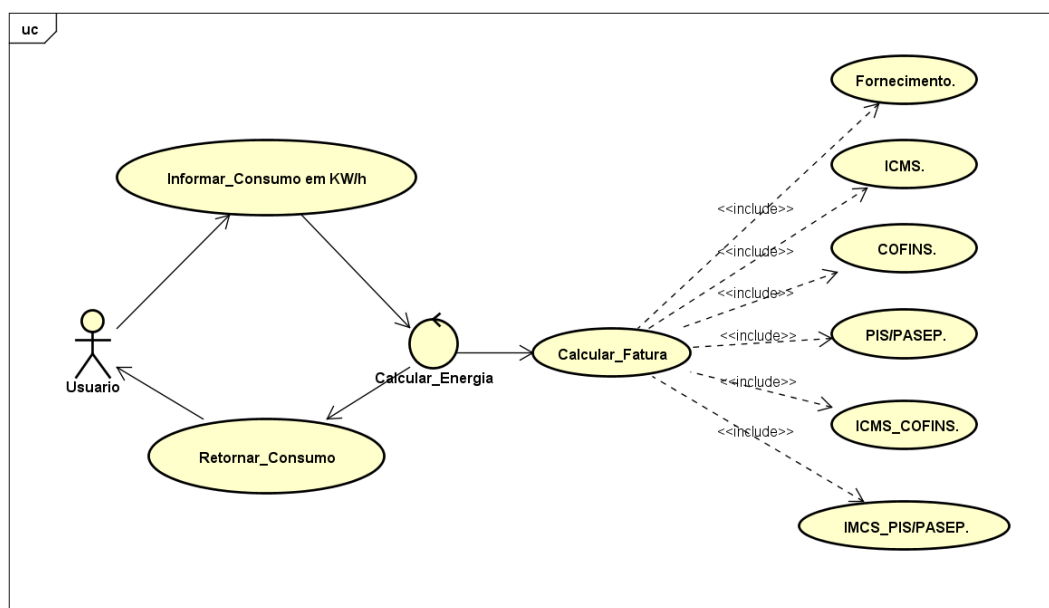 uc
Fornecimento.
Informar_Consumo em KW/h
ICMS.
<<include>>
<<include>>
COFINS.
<<include>>
<<include>>
PIS/PASEP.
Calcular_Fatura
Calcular_Energia
Usuario
<<include>>
ICMS_COFINS.
<<include>>
Retornar_Consumo
IMCS_PIS/PASEP.